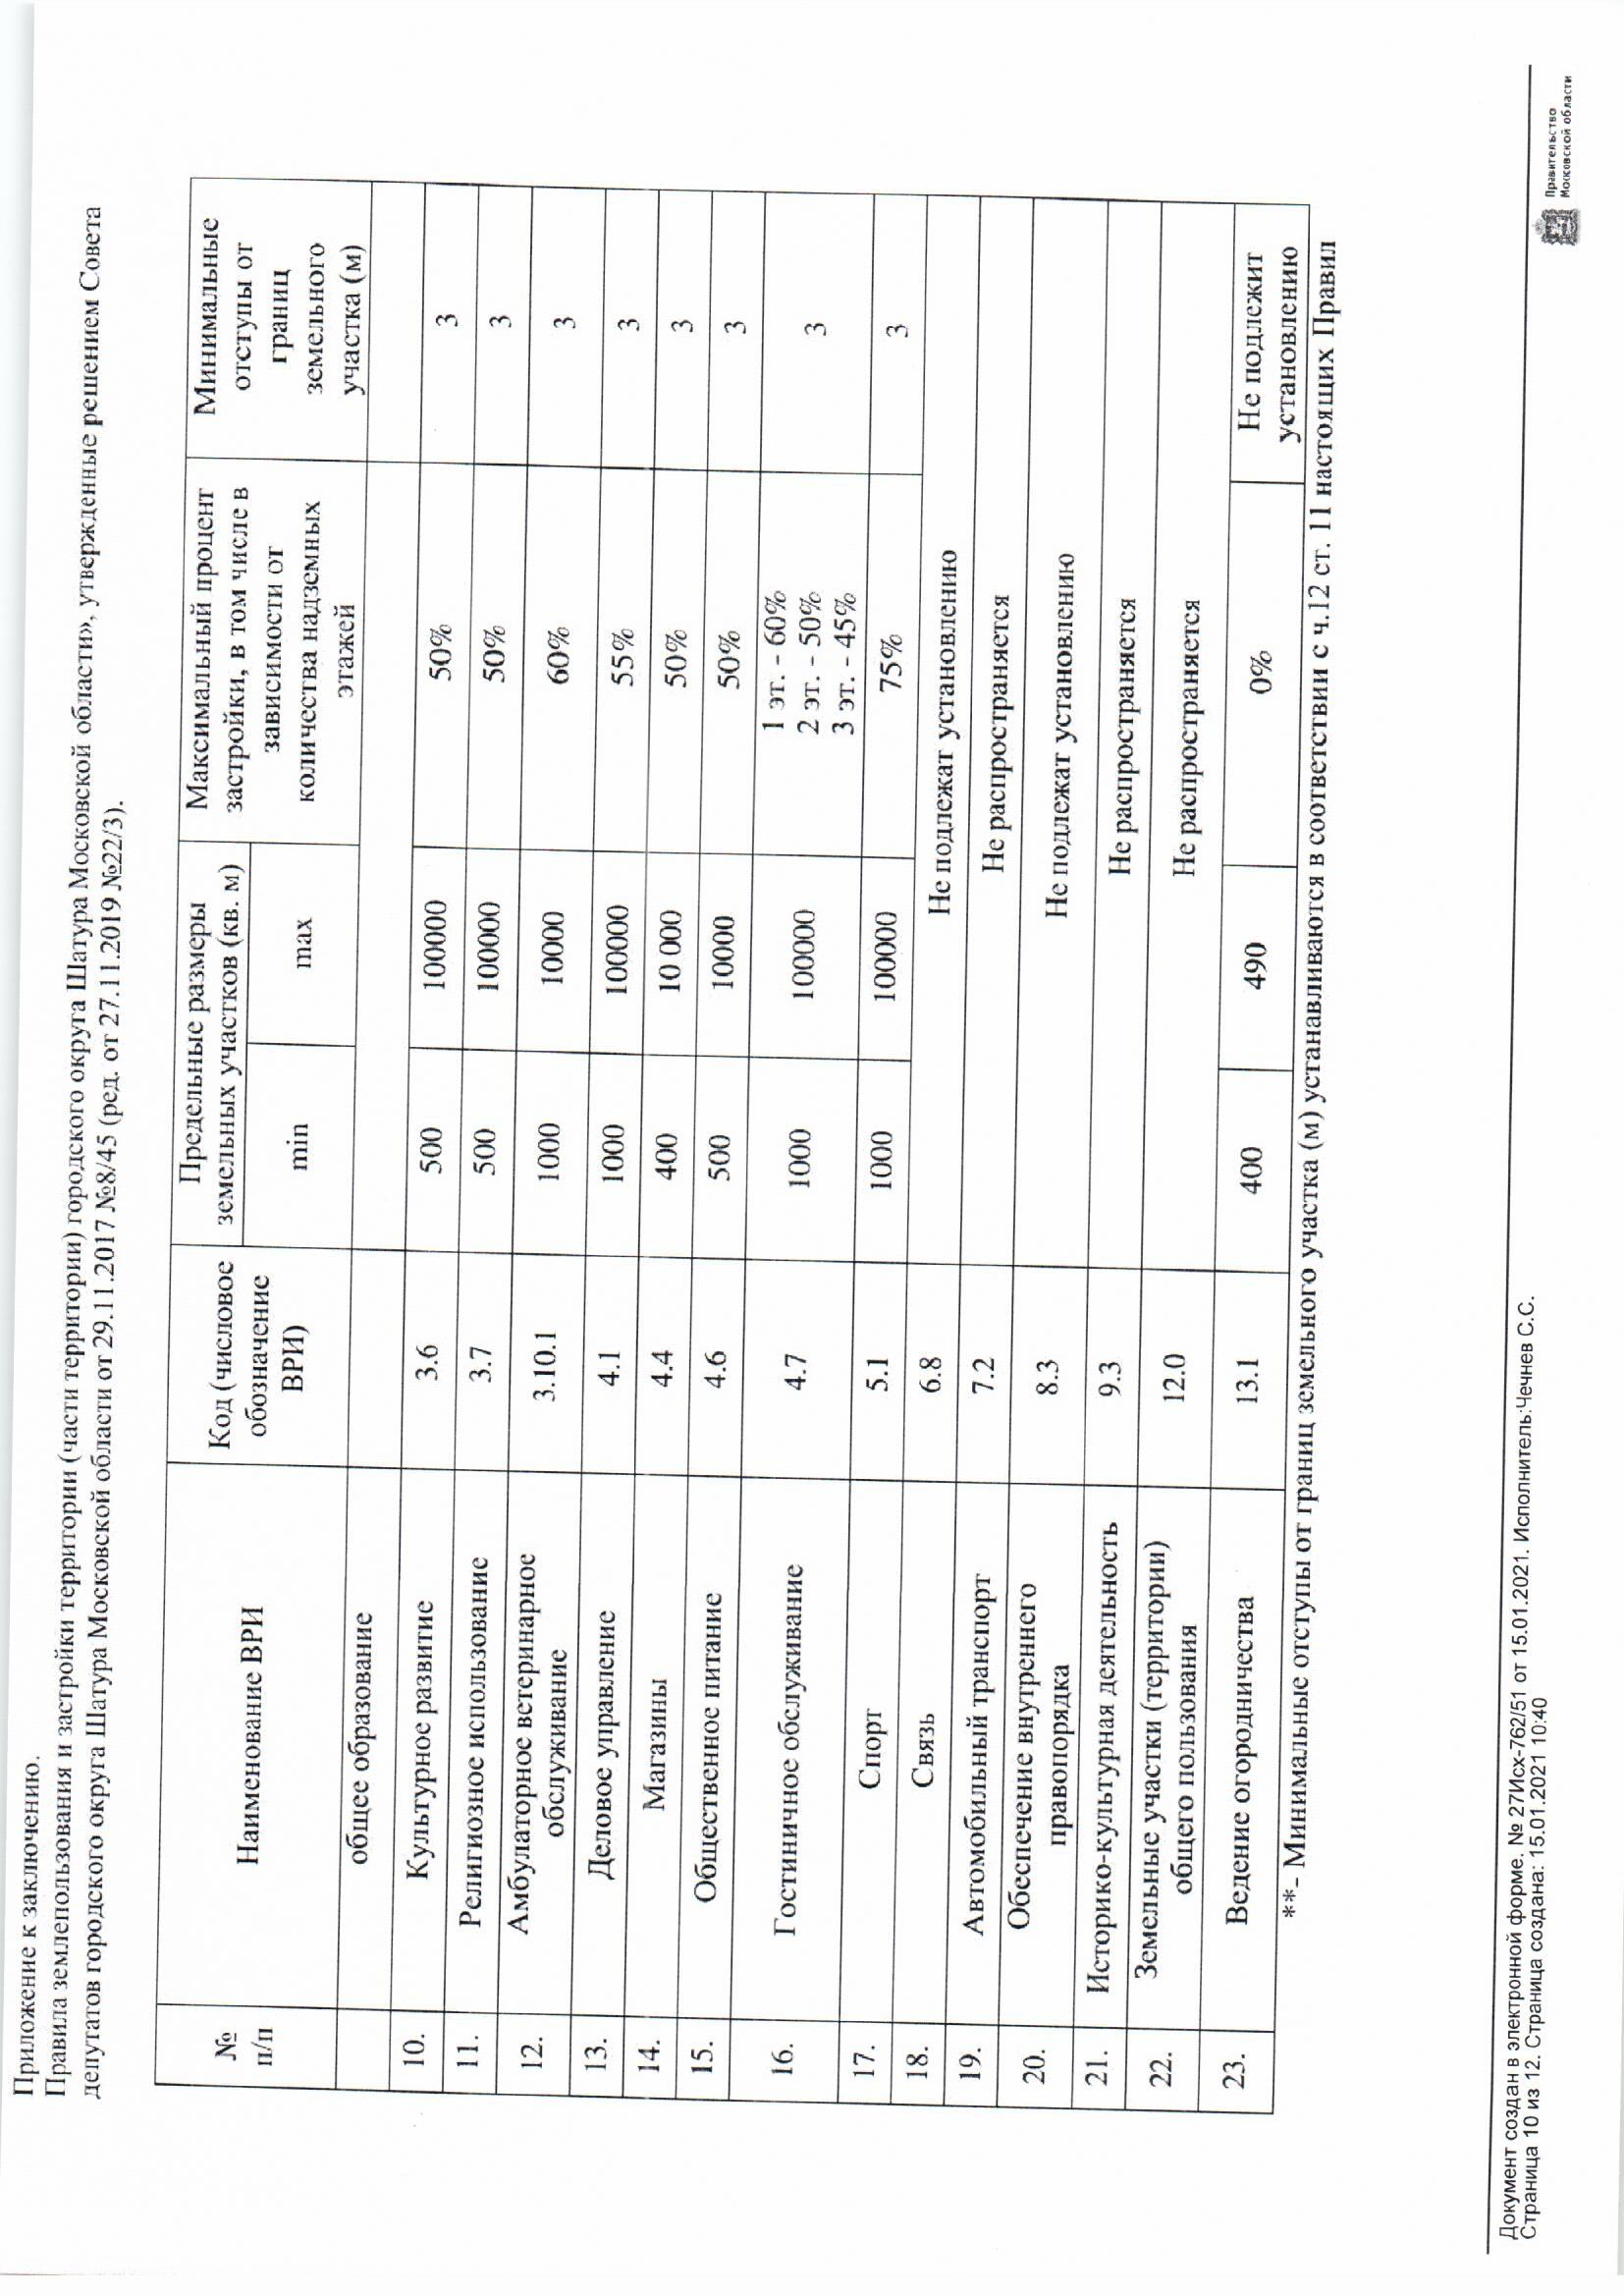 Приложение к заключению.
Правила землепользования и застройки территории (части территории) городского округа Шатура Московской области», утвержденные решением Совета
депутатов городского округа Шатура Московской области от 29.11.2017 №8/45 (ред. от 27.11.2019 №22/3).
№ п/п Наименование ВРИ Код (числовое обозначение ВРИ) Предельные размеры земельных участков (кв. м) Максимальный процент застройки, в том числе в зависимости от количества надземных этажей Минимальные отступы от границ земельного участка (м)
min max
общее образование
10. Культурное развитие 3.6 500 100000 50% 3
11. Религиозное использование 3.7 500 100000 50% 3
12. Амбулаторное ветеринарное обслуживание 3.10.1 1000 10000 60% 3
13. Деловое управление 4.1 1000 100000 55% 3
14. Магазины 4.4 400 10 000 50% 3
15. Общественное питание 4.6 500 10000 50% 3
16. Гостиничное обслуживание 4.7 1000 100000 1 эт. - 60% 2 эт. - 50% 3 эт. - 45% 3
17. Спорт 5.1 1000 100000 75% 3
18. Связь 6.8 Не подлежат установлению
19. Автомобильный транспорт 7.2 Не распространяется
20. Обеспечение внутреннего правопорядка 8.3 Не подлежат установлению
21. Историко-культурная деятельность 9.3 Не распространяется
22. Земельные участки (территории) общего пользования 12.0 Не распространяется
23. Ведение огородничества 13.1 400 490 0% Не подлежит установлению
**- Минимальные отступы от границ земельного участка (м) устанавливаются в соответствии с ч.12 ст. 11 настоящих Правил
Документ создан в электронной форме. № 27Исх-762/51 от 15.01.2021. Исполнитель:Чечнев С.С.
Страница 10 из 12. Страница создана: 15.01.2021 10:40
Правительство
Московской области